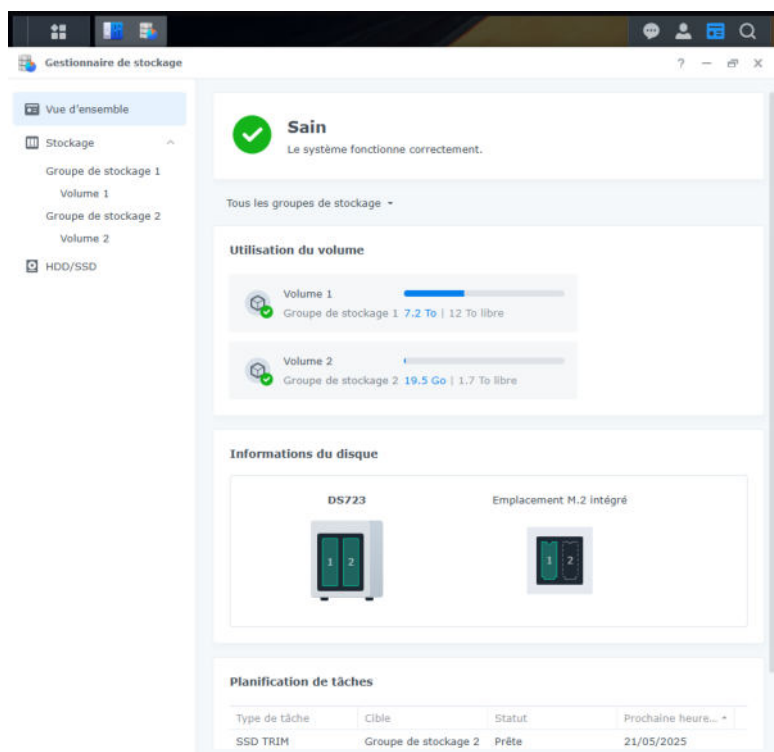 Gestionnaire de stockage
Vue d'ensemble
Stockage
Groupe de stockage 1
Volume 1
Groupe de stockage 2
Volume 2
HDD/SSD
Sain
Le système fonctionne correctement.
Tous les groupes de stockage
Utilisation du volume
Volume 1
Groupe de stockage 1 7.2 To | 12 To libre
Volume 2
Groupe de stockage 2 19.5 Go | 1.7 To libre
Informations du disque
DS723 Emplacement M.2 intégré
1 2 1 2
Planification de tâches
Type de tâche Cible Statut Prochaine heure...
SSD TRIM Groupe de stockage 2 Prête 21/05/2025